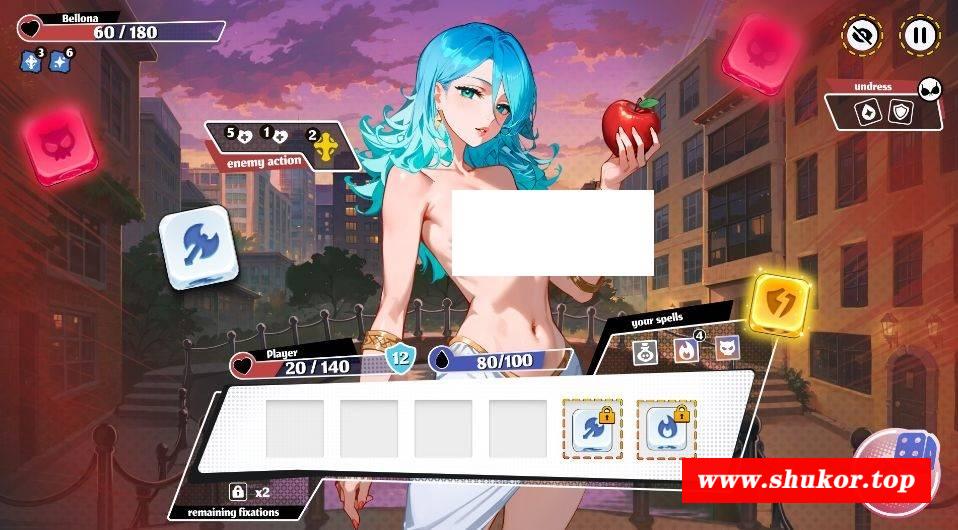 Bellona
60 / 180
3
6
undress
5
1
2
enemy action
your spells
4
Player
20 / 140
12
80/100
x2
remaining fixations
www.shukor.top